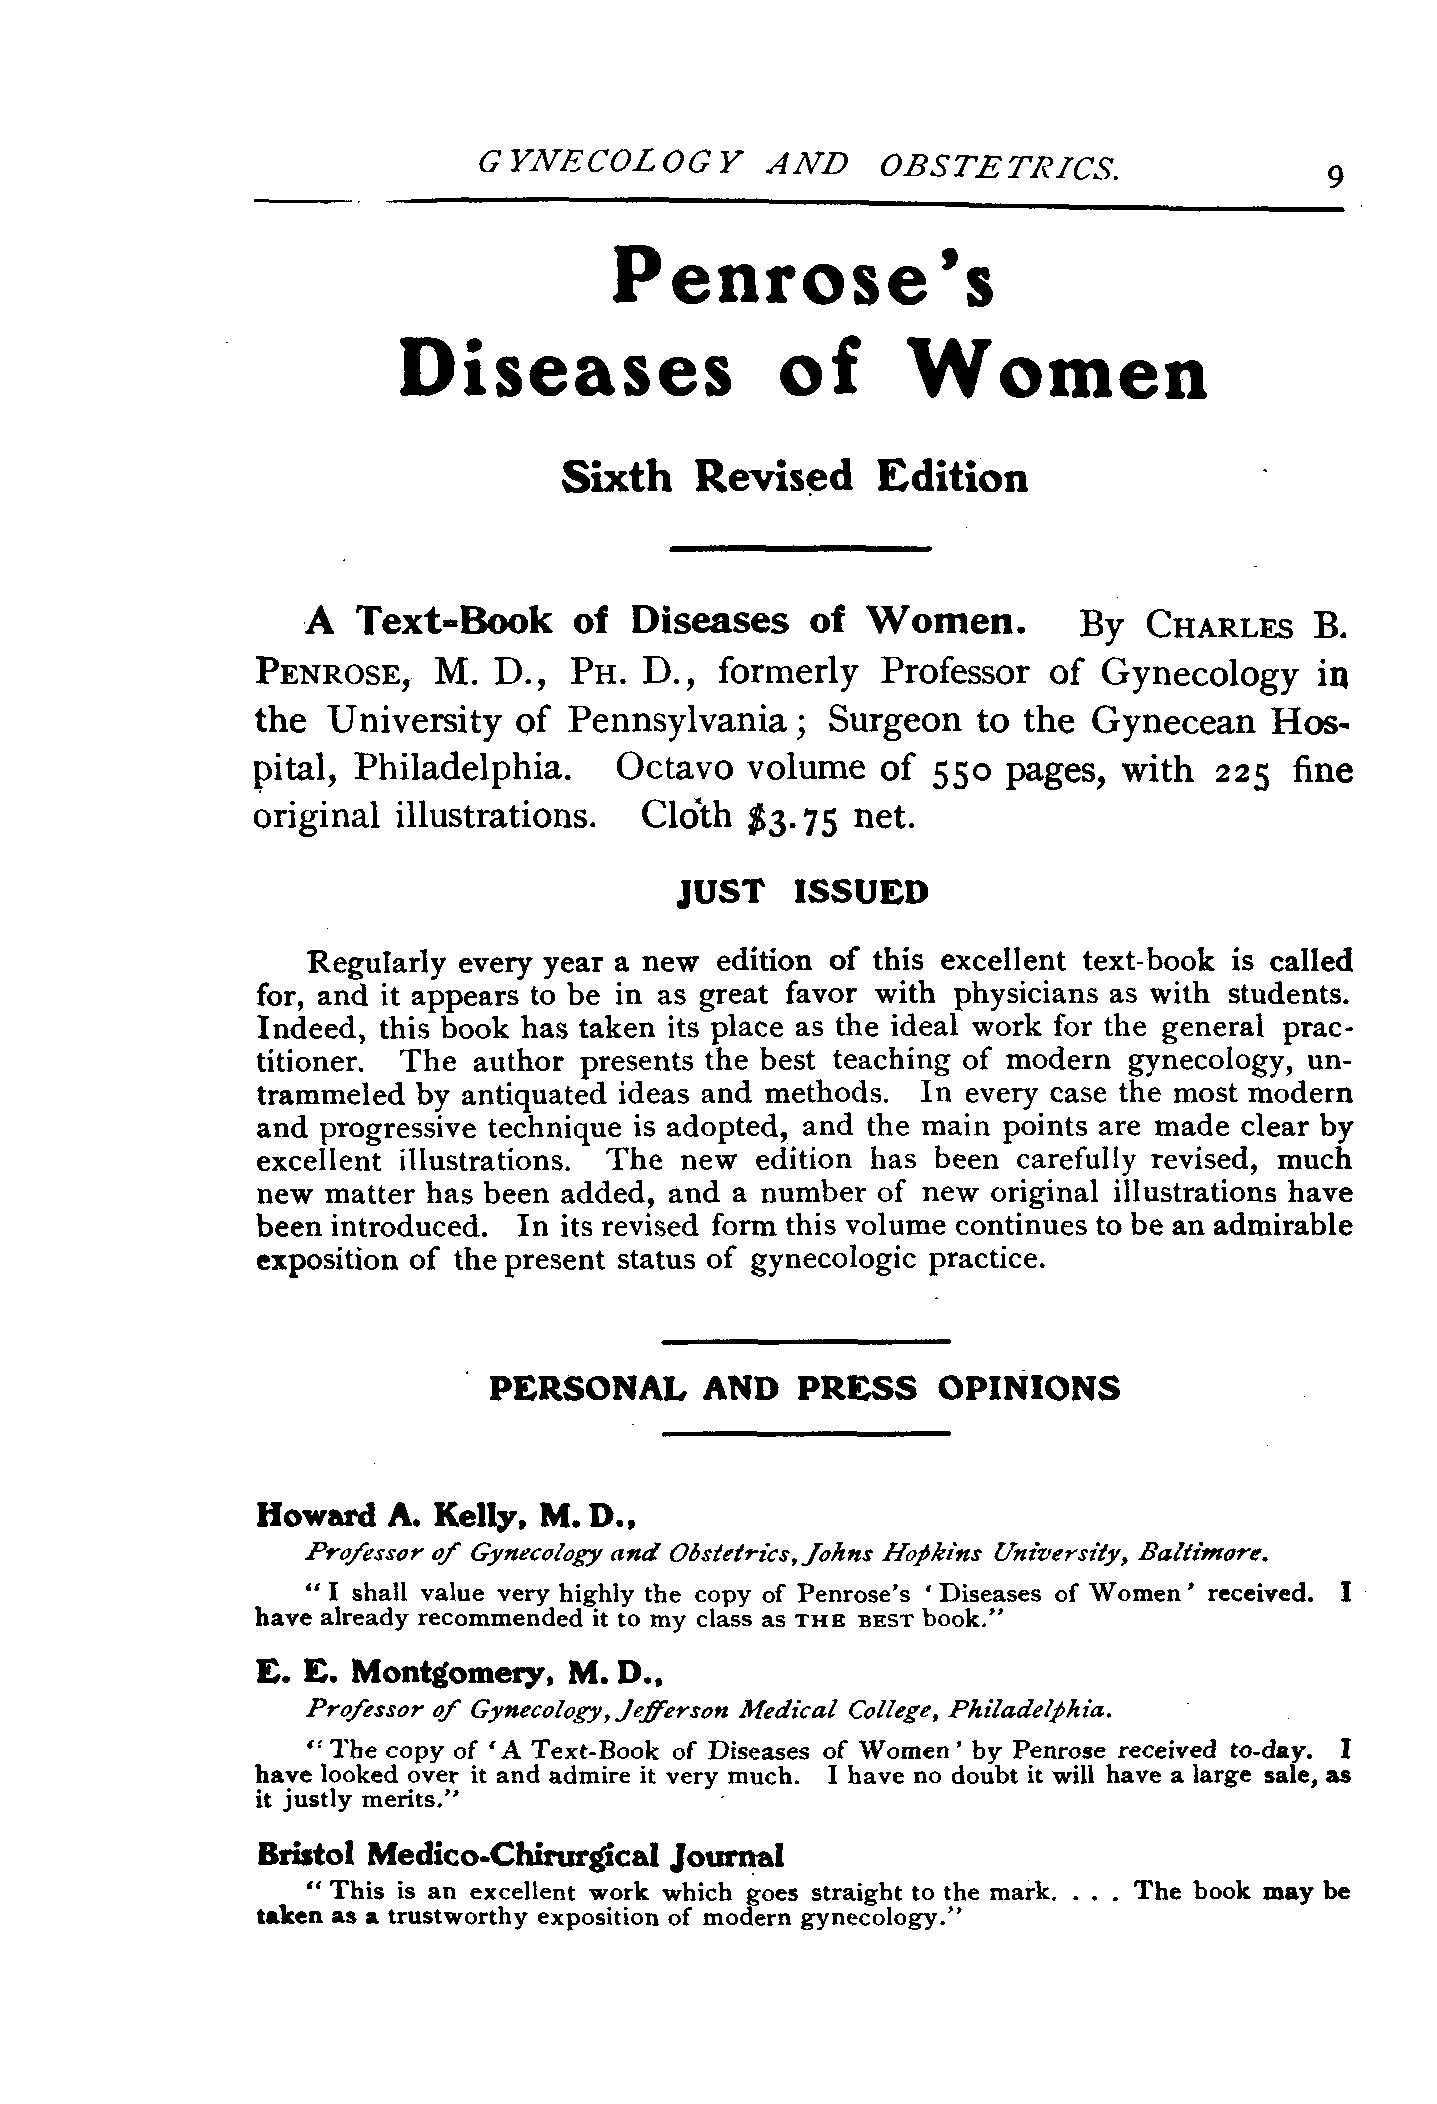 GYNECOLOGY AND OBSTETRICS. 9
Penrose's
Diseases of Women
Sixth Revised Edition
A Text-Book of Diseases of Women. By CHARLES B.
PENROSE, M. D., PH. D., formerly Professor of Gynecology in
the University of Pennsylvania; Surgeon to the Gynecean Hos-
pital, Philadelphia. Octavo volume of 550 pages, with 225 fine
original illustrations. Cloth $3.75 net.
JUST ISSUED
Regularly every year a new edition of this excellent text-book is called
for, and it appears to be in as great favor with physicians as with students.
Indeed, this book has taken its place as the ideal work for the general prac-
titioner. The author presents the best teaching of modern gynecology, un-
trammeled by antiquated ideas and methods. In every case the most modern
and progressive technique is adopted, and the main points are made clear by
excellent illustrations. The new edition has been carefully revised, much
new matter has been added, and a number of new original illustrations have
been introduced. In its revised form this volume continues to be an admirable
exposition of the present status of gynecologic practice.
PERSONAL AND PRESS OPINIONS
Howard A. Kelly, M. D.,
Professor of Gynecology and Obstetrics, Johns Hopkins University, Baltimore.
"I shall value very highly the copy of Penrose's 'Diseases of Women' received. I
have already recommended it to my class as THE BEST book."
E. E. Montgomery, M. D.,
Professor of Gynecology, Jefferson Medical College, Philadelphia.
"The copy of 'A Text-Book of Diseases of Women' by Penrose received to-day. I
have looked over it and admire it very much. I have no doubt it will have a large sale, as
it justly merits."
Bristol Medico-Chirurgical Journal
"This is an excellent work which goes straight to the mark. . . . The book may be
taken as a trustworthy exposition of modern gynecology."